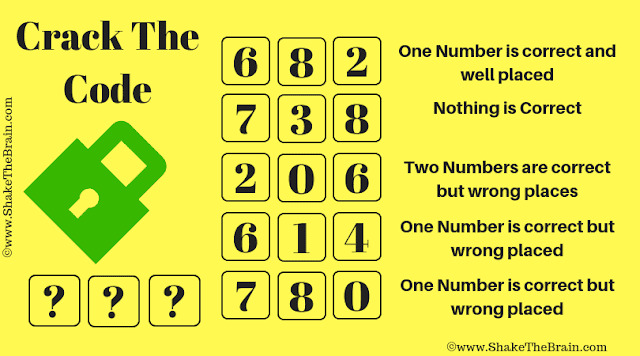 Crack The
Code
©www.ShakeTheBrain.com
? ? ?
6 8 2
One Number is correct and
well placed
7 3 8
Nothing is Correct
2 0 6
Two Numbers are correct
but wrong places
6 1 4
One Number is correct but
wrong placed
7 8 0
One Number is correct but
wrong placed
©www.ShakeTheBrain.com